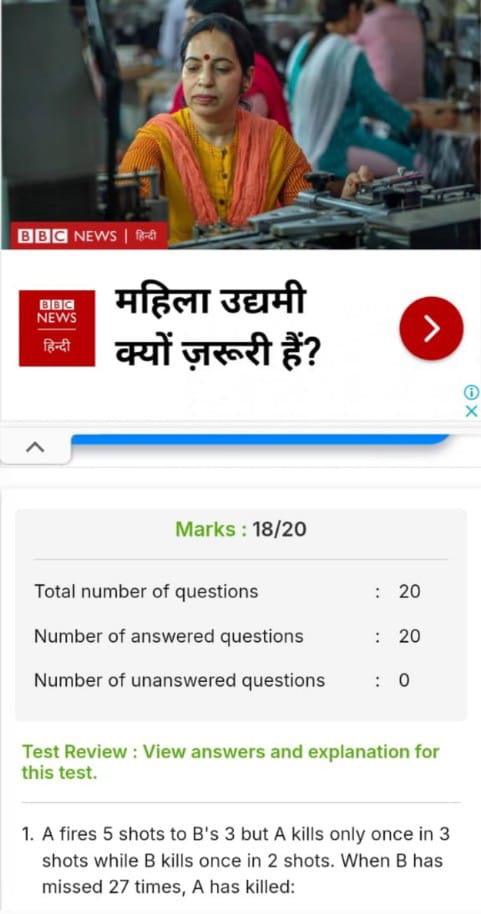 BBC NEWS | हिन्दी
BBC
NEWS
हिन्दी
महिला उद्यमी
क्यों ज़रूरी हैं?
Marks : 18/20
Total number of questions : 20
Number of answered questions : 20
Number of unanswered questions : 0
Test Review : View answers and explanation for
this test.
1. A fires 5 shots to B's 3 but A kills only once in 3
shots while B kills once in 2 shots. When B has
missed 27 times, A has killed: